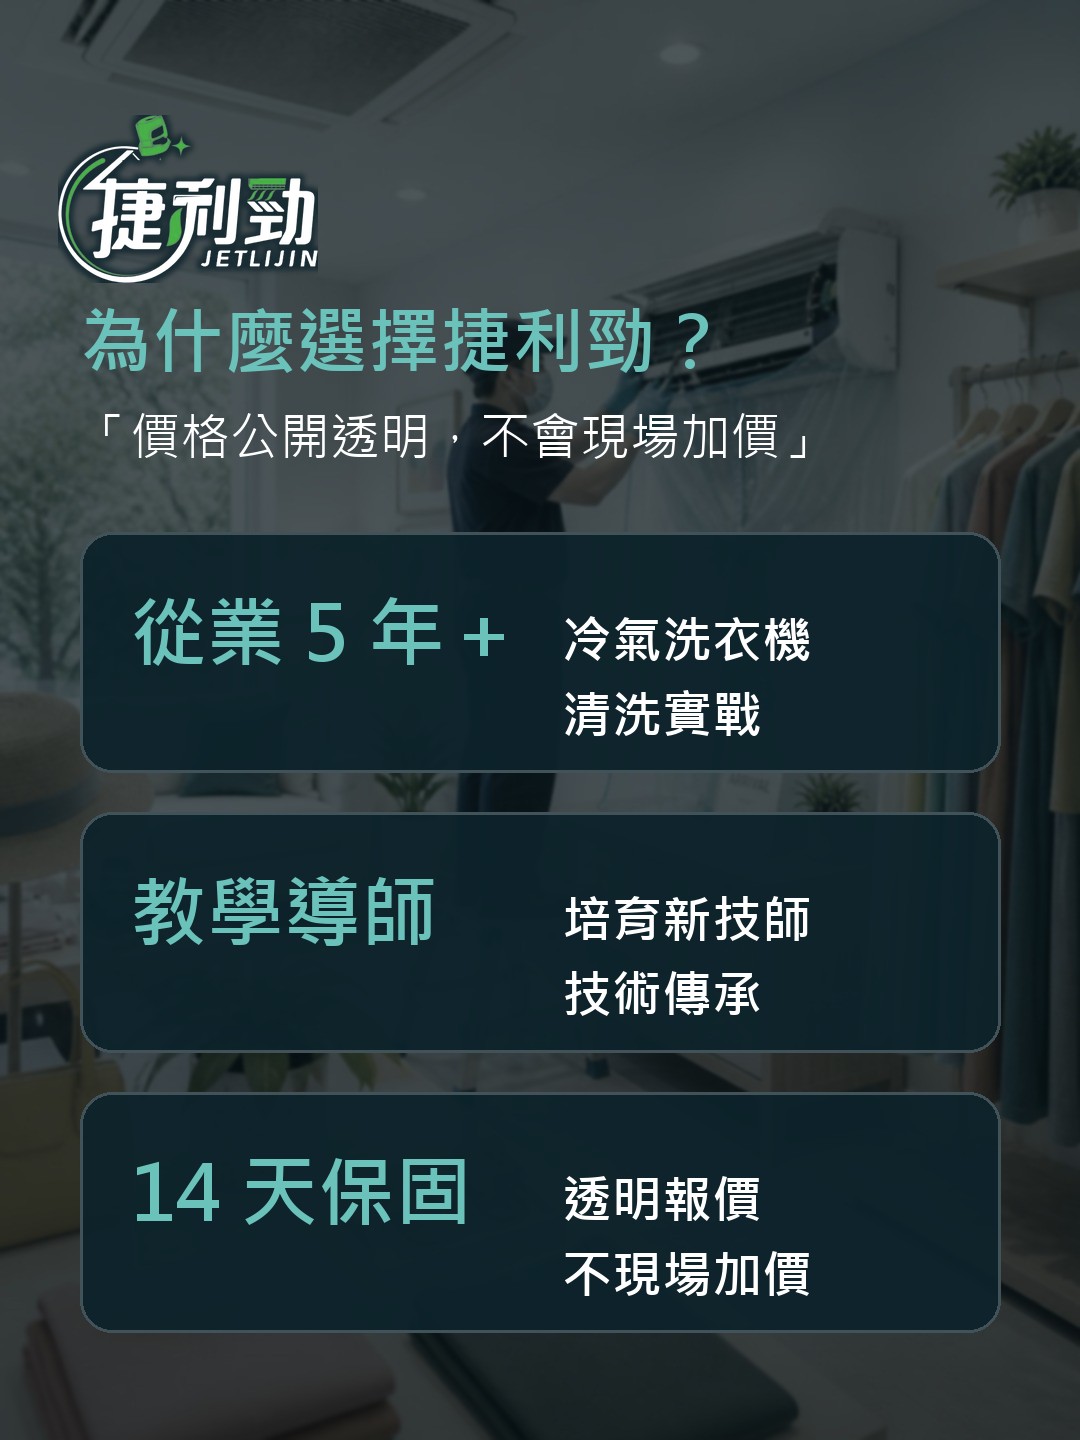 捷利勁
JETLIJIN
為什麼選擇捷利勁？
「價格公開透明，不會現場加價」
從業 5 年+
冷氣洗衣機
清洗實戰
教學導師
培育新技師
技術傳承
14 天保固
透明報價
不現場加價